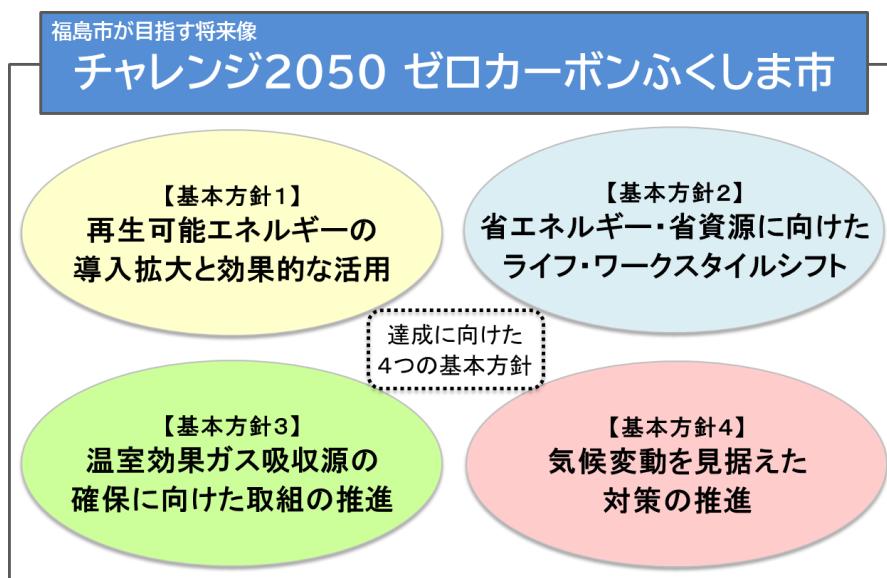 福島市が目指す将来像
チャレンジ2050 ゼロカーボンふくしま市
【基本方針1】
再生可能エネルギーの
導入拡大と効果的な活用
【基本方針2】
省エネルギー・省資源に向けた
ライフ・ワークスタイルシフト
達成に向けた
4つの基本方針
【基本方針3】
温室効果ガス吸収源の
確保に向けた取組の推進
【基本方針4】
気候変動を見据えた
対策の推進